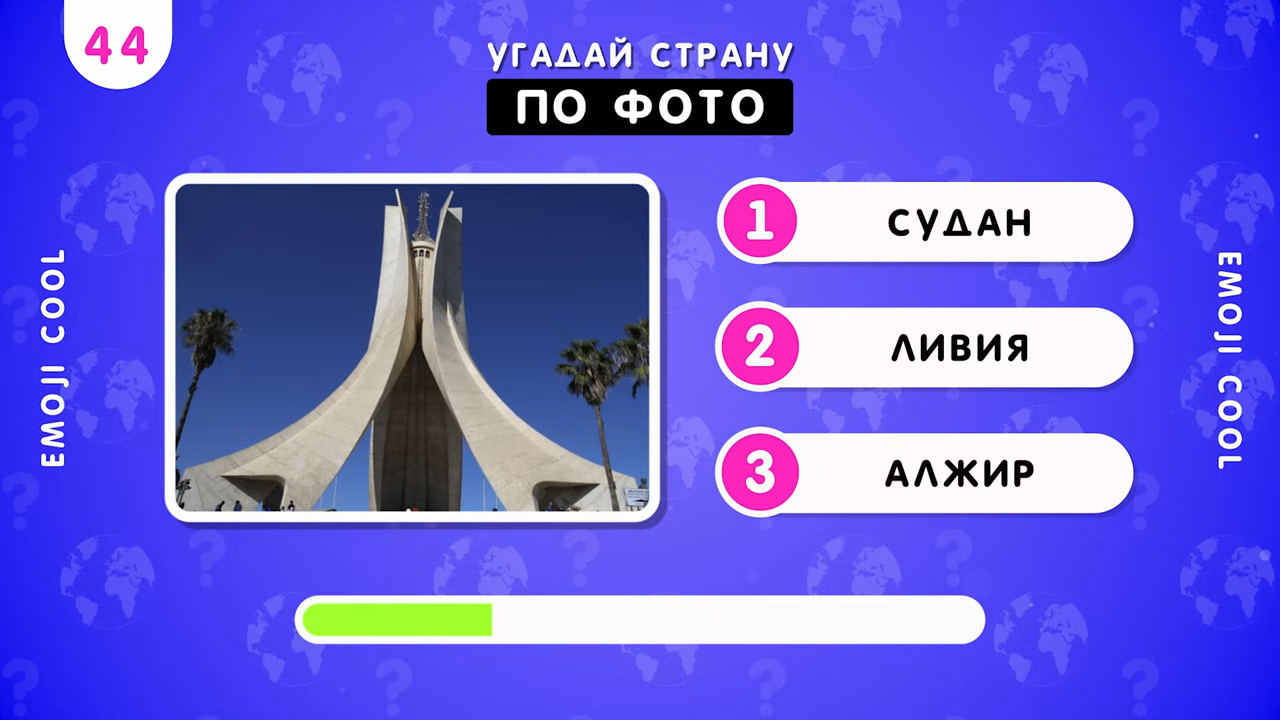 44
УГАДАЙ СТРАНУ
ПО ФОТО
EMOJI COOL
1 СУДАН
2 ЛИВИЯ
3 АЛЖИР
EMOJI COOL